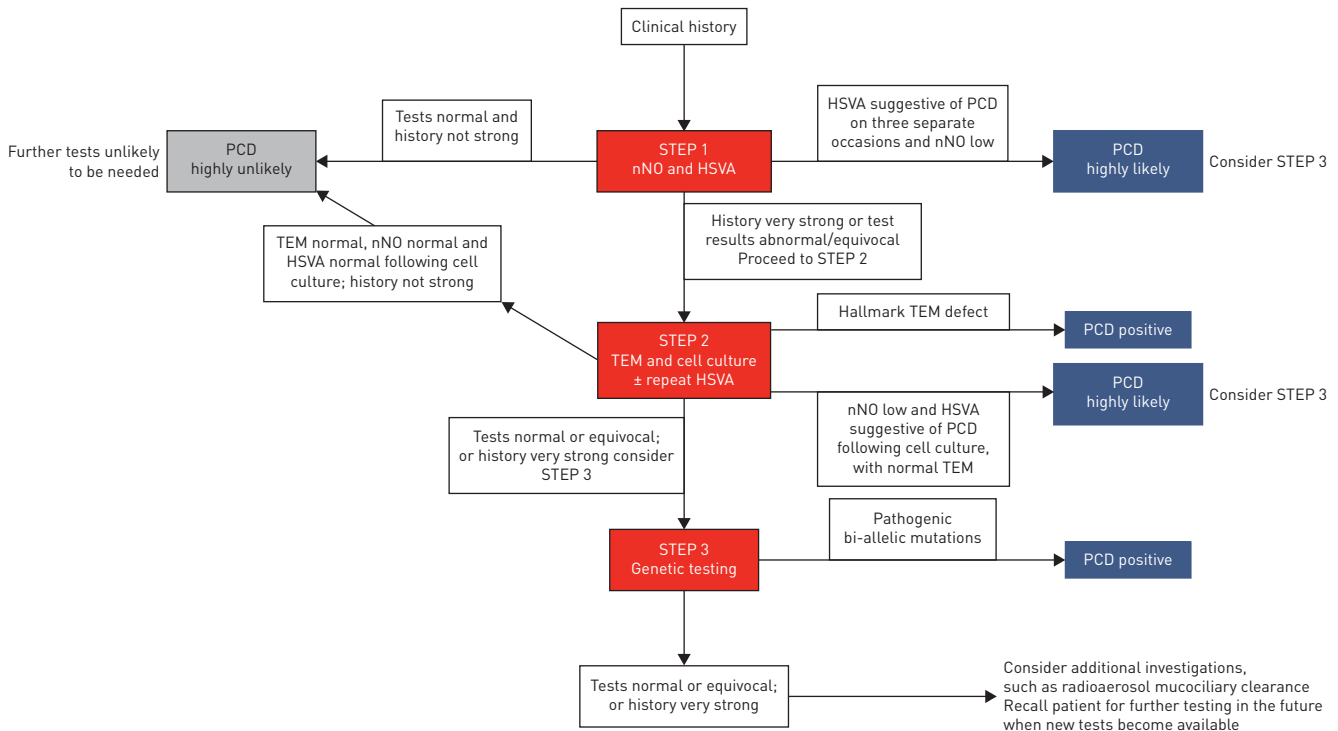 Clinical history
Tests normal and
history not strong
HSVA suggestive of PCD
on three separate
occasions and nNO low
Further tests unlikely
to be needed
PCD
highly unlikely
STEP 1
nNO and HSVA
PCD
highly likely
Consider STEP 3
TEM normal, nNO normal and
HSVA normal following cell
culture; history not strong
History very strong or test
results abnormal/equivocal
Proceed to STEP 2
Hallmark TEM defect
PCD positive
STEP 2
TEM and cell culture
± repeat HSVA
PCD
highly likely
Consider STEP 3
nNO low and HSVA
suggestive of PCD
following cell culture,
with normal TEM
Tests normal or equivocal;
or history very strong consider
STEP 3
Pathogenic
bi-allelic mutations
STEP 3
Genetic testing
PCD positive
Tests normal or equivocal;
or history very strong
Consider additional investigations,
such as radioaerosol mucociliary clearance
Recall patient for further testing in the future
when new tests become available